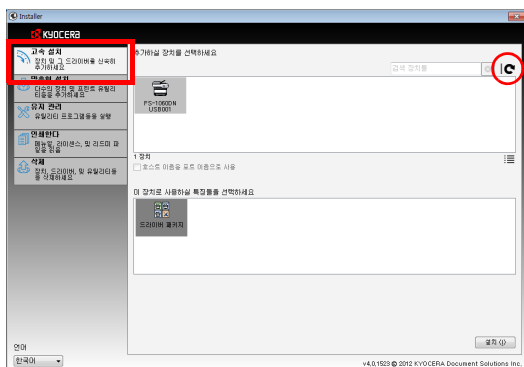 Installer
KYOCERA
고속 설치
장치 및 그 드라이버를 신속히
추가하세요
맞춤형 설치
다수의 장치 및 프린트 유틸리
티들을 추가하세요
유지 관리
유틸리티 프로그램들을 실행
인쇄한다
매뉴얼, 라이센스, 및 리드미 파
일을 읽음
삭제
장치, 드라이버, 및 유틸리티들
을 삭제하세요
추가하실 장치를 선택하세요
검색 장치들
FS-1060DN
USB001
1 장치
호스트 이름을 포트 이름으로 사용
이 장치로 사용하실 특징들을 선택하세요
드라이버 패키지
설치 (I)
언어
한국어
v4.0.1529 © 2012 KYOCERA Document Solutions Inc.